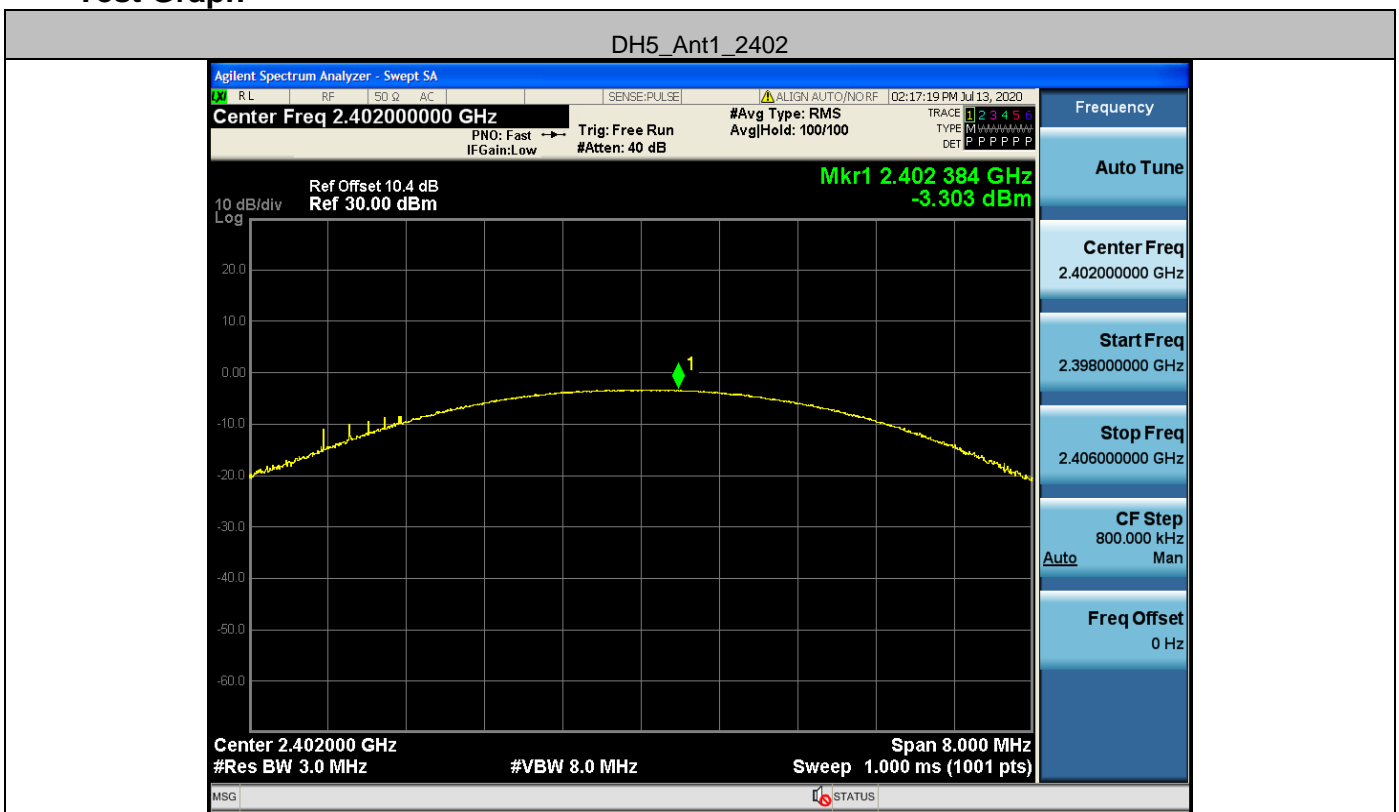 Test Graph
DH5_Ant1_2402
Agilent Spectrum Analyzer - Swept SA
LXI RL RF 50 Ω AC SENSE:PULSE ALIGN AUTO/NO RF 02:17:19 PM Jul 13, 2020
Center Freq 2.402000000 GHz #Avg Type: RMS TRACE 1 2 3 4 5 6
PNO: Fast Trig: Free Run Avg|Hold: 100/100 TYPE M
IFGain:Low #Atten: 40 dB DET P P P P P P
Mkr1 2.402 384 GHz
-3.303 dBm
Ref Offset 10.4 dB
10 dB/div Ref 30.00 dBm
Log
20.0
10.0
0.00
-10.0
-20.0
-30.0
-40.0
-50.0
-60.0
1
Center 2.402000 GHz Span 8.000 MHz
#Res BW 3.0 MHz #VBW 8.0 MHz Sweep 1.000 ms (1001 pts)
MSG STATUS
Frequency
Auto Tune
Center Freq
2.402000000 GHz
Start Freq
2.398000000 GHz
Stop Freq
2.406000000 GHz
CF Step
800.000 kHz
Auto Man
Freq Offset
0 Hz